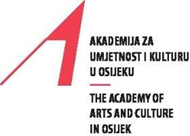 AKADEMIJA ZA
UMJETNOST I KULTURU
U OSIJEKU
THE ACADEMY OF
ARTS AND CULTURE
IN OSIJEK